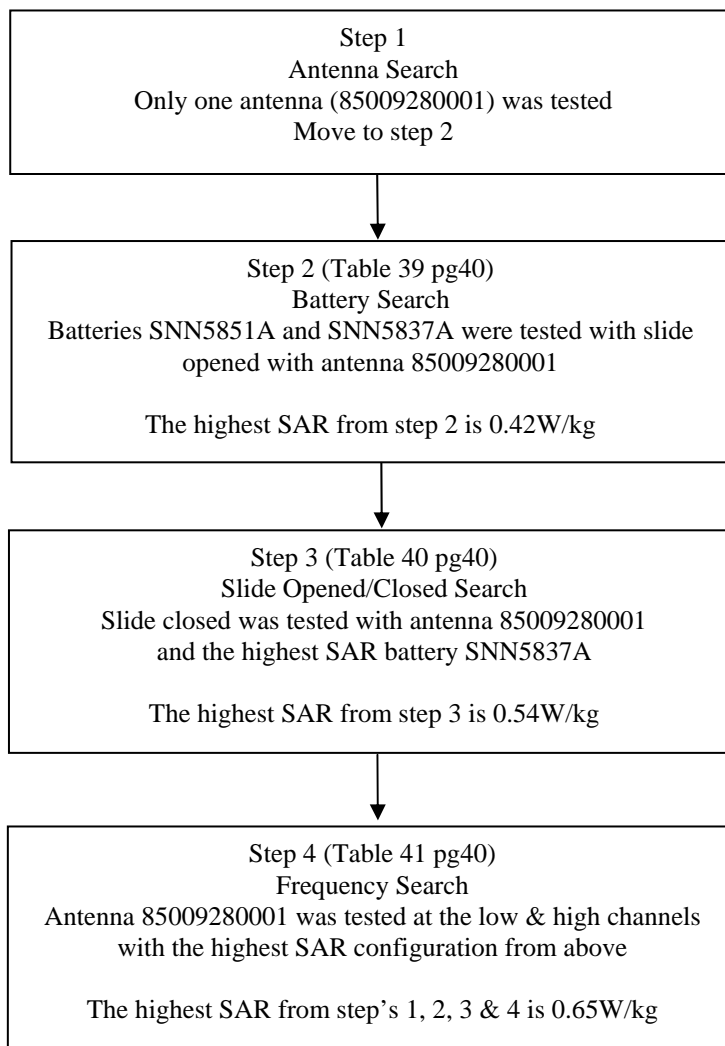 Step 1
Antenna Search
Only one antenna (85009280001) was tested
Move to step 2
Step 2 (Table 39 pg40)
Battery Search
Batteries SNN5851A and SNN5837A were tested with slide
opened with antenna 85009280001
The highest SAR from step 2 is 0.42W/kg
Step 3 (Table 40 pg40)
Slide Opened/Closed Search
Slide closed was tested with antenna 85009280001
and the highest SAR battery SNN5837A
The highest SAR from step 3 is 0.54W/kg
Step 4 (Table 41 pg40)
Frequency Search
Antenna 85009280001 was tested at the low & high channels
with the highest SAR configuration from above
The highest SAR from step’s 1, 2, 3 & 4 is 0.65W/kg